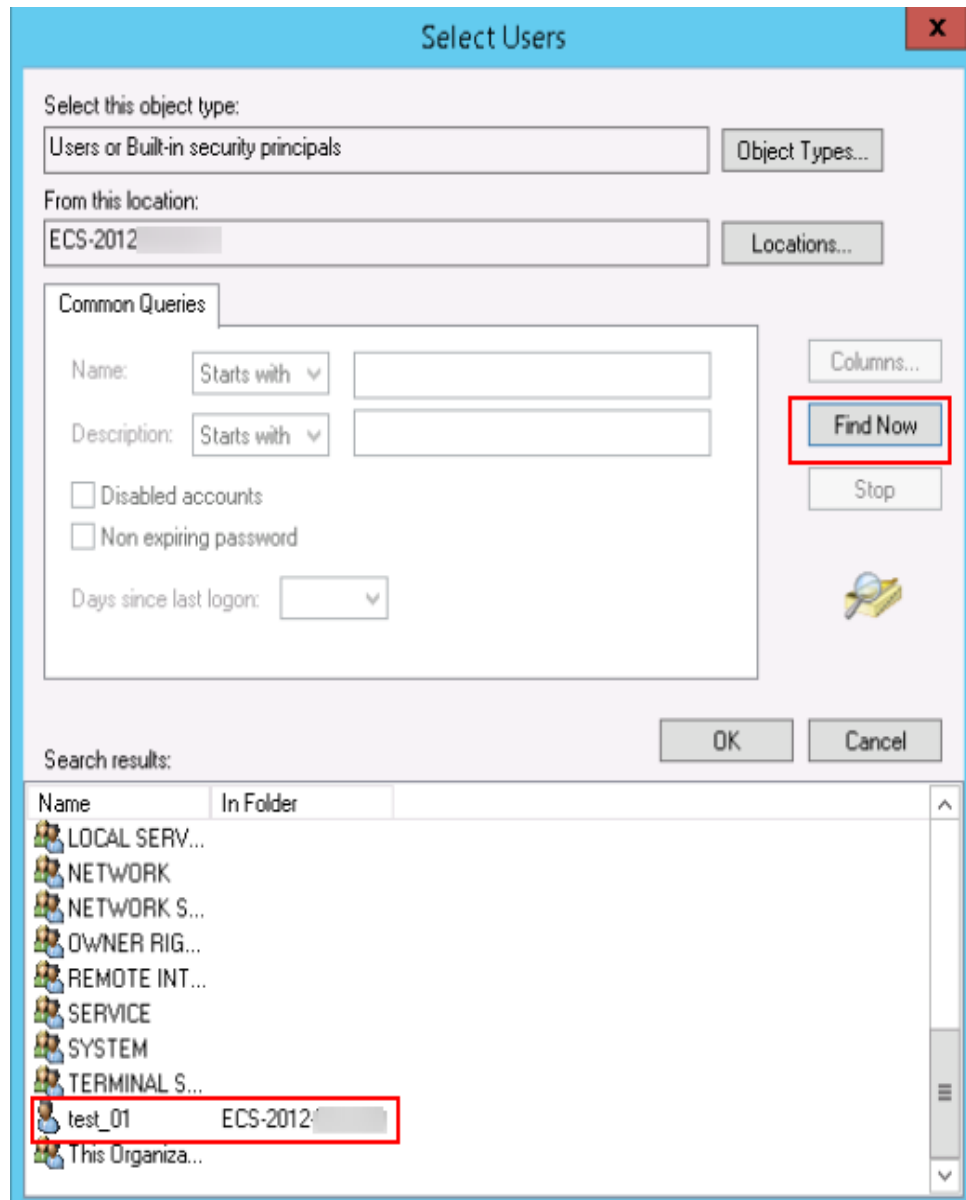 Select Users
x
Select this object type:
Users or Built-in security principals
Object Types...
From this location:
ECS-2012
Locations...
Common Queries
Name: Starts with
Columns...
Find Now
Description: Starts with
Stop
Disabled accounts
Non expiring password
Days since last logon:
OK Cancel
Search results:
Name In Folder
LOCAL SERV...
NETWORK
NETWORK S...
OWNER RIG...
REMOTE INT...
SERVICE
SYSTEM
TERMINAL S...
test_01 ECS-2012-
This Organiza...